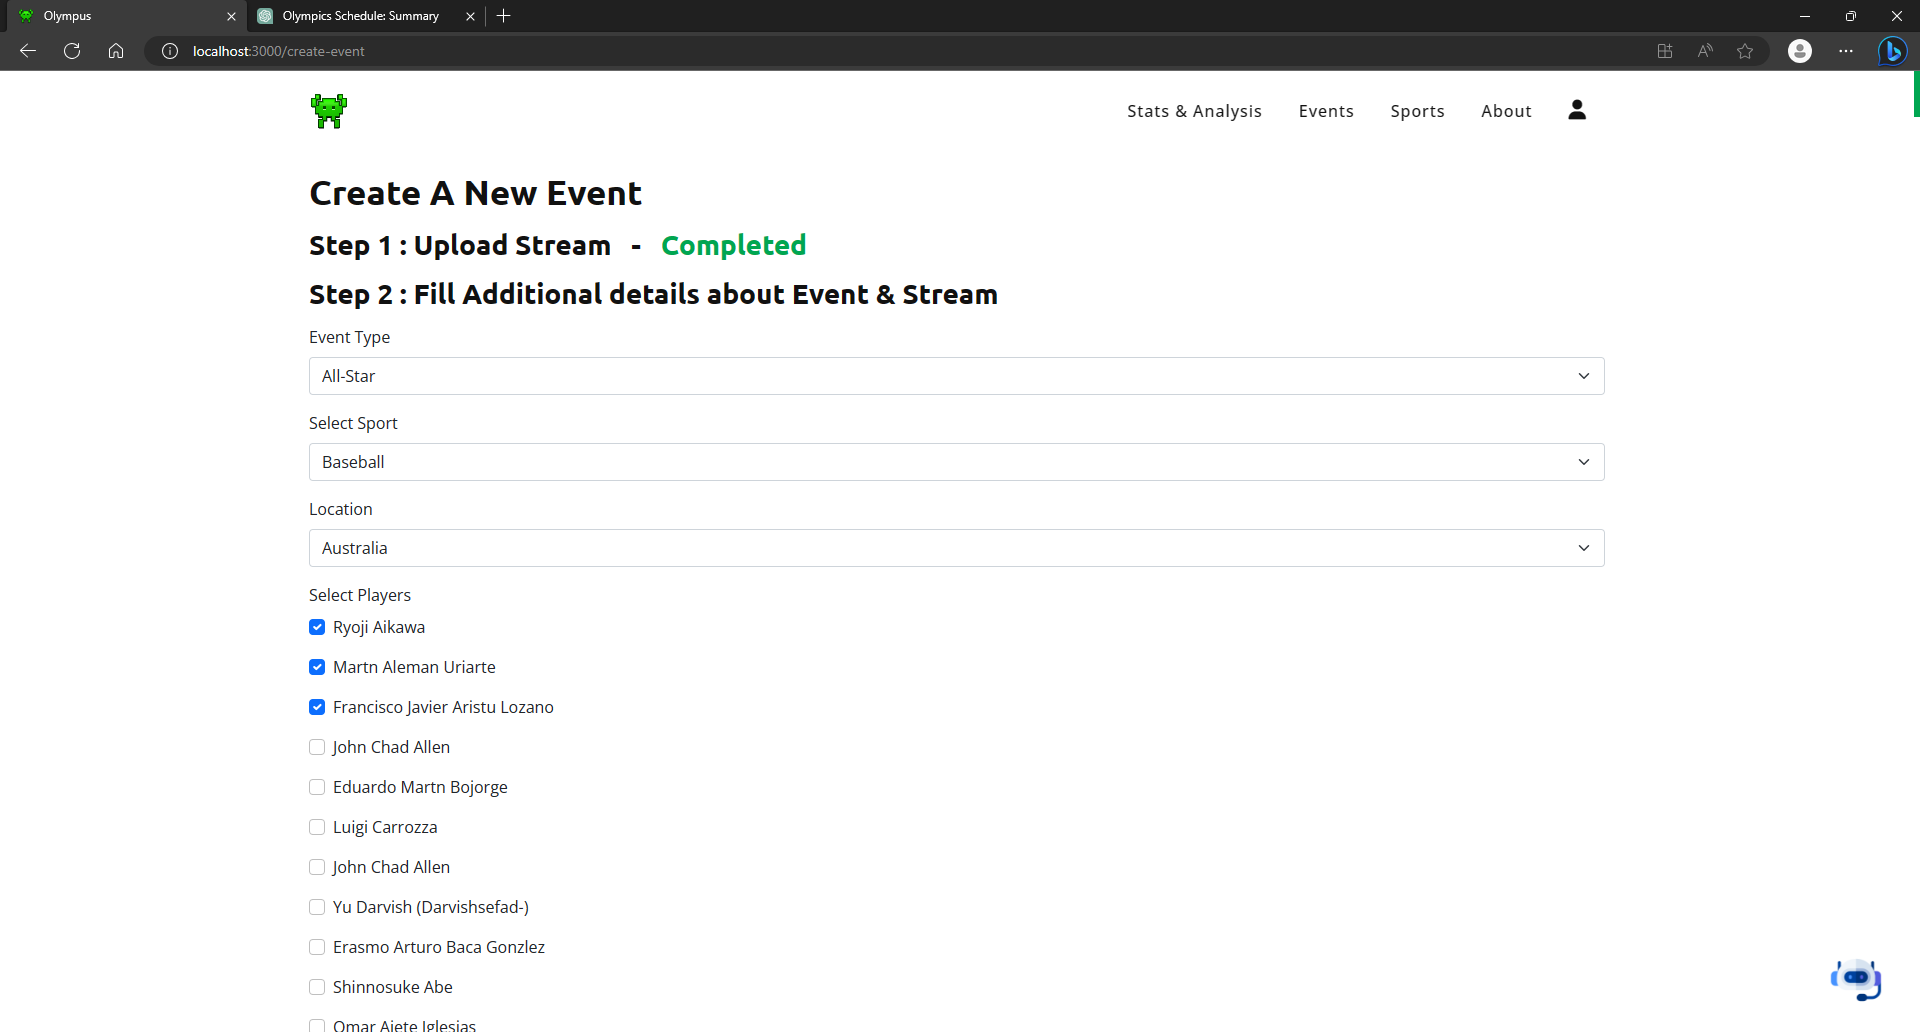 Olympus
Olympics Schedule: Summary
localhost:3000/create-event
Stats & Analysis
Events
Sports
About
Create A New Event
Step 1 : Upload Stream - Completed
Step 2 : Fill Additional details about Event & Stream
Event Type
All-Star
Select Sport
Baseball
Location
Australia
Select Players
Ryoji Aikawa
Martn Aleman Uriarte
Francisco Javier Aristu Lozano
John Chad Allen
Eduardo Martn Bojorge
Luigi Carrozza
John Chad Allen
Yu Darvish (Darvishsefad-)
Erasmo Arturo Baca Gonzlez
Shinnosuke Abe
Omar Ajete Iglesias